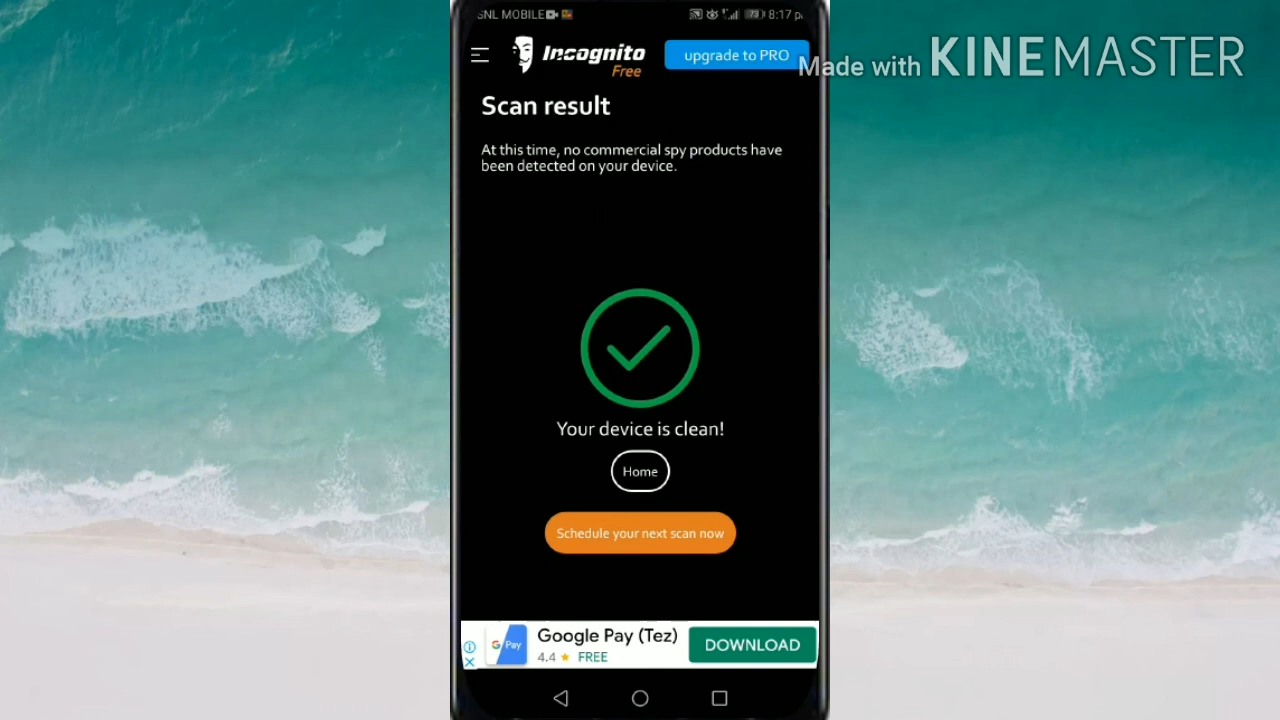 SNL MOBILE 73 8:17 p
Incognito
Free
upgrade to PRO
Made with KINEMASTER
Scan result
At this time, no commercial spy products have
been detected on your device.
Your device is clean!
Home
Schedule your next scan now
G Pay
Google Pay (Tez)
4.4 ★ FREE
DOWNLOAD